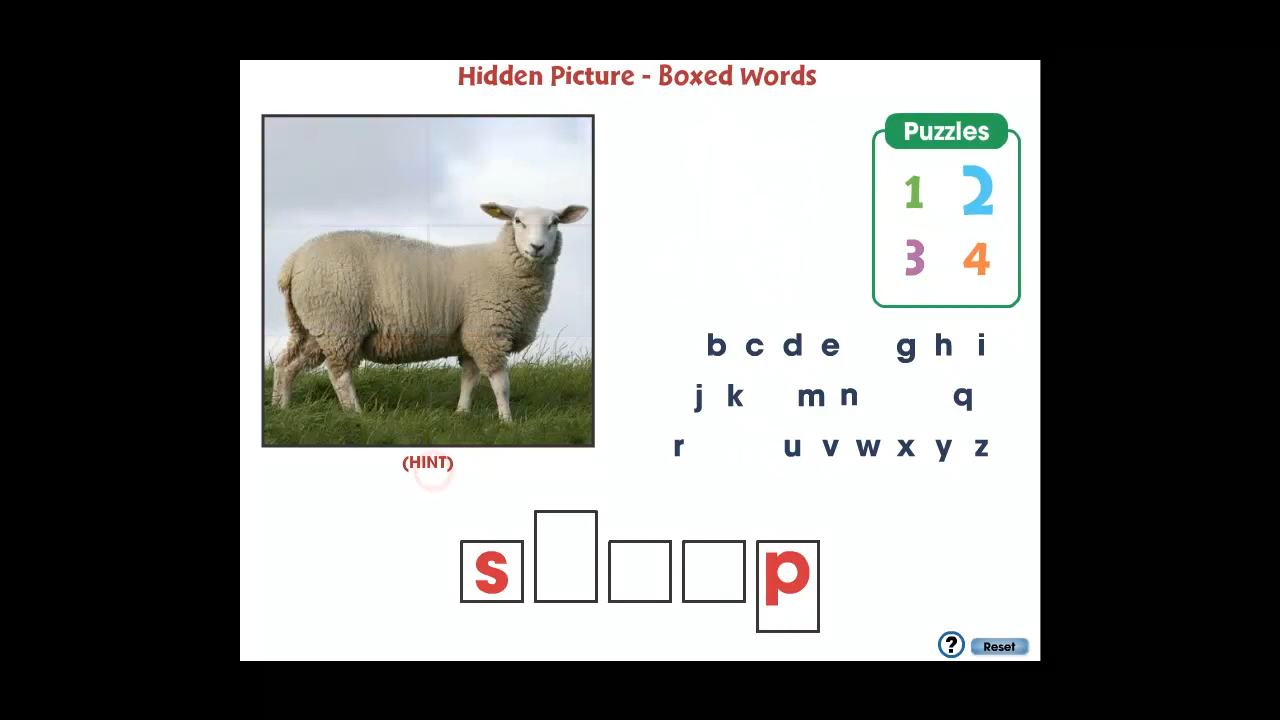 Hidden Picture - Boxed Words
Puzzles
1 2
3 4
b c d e g h i
j k m n q
r u v w x y z
(HINT)
s p
? Reset